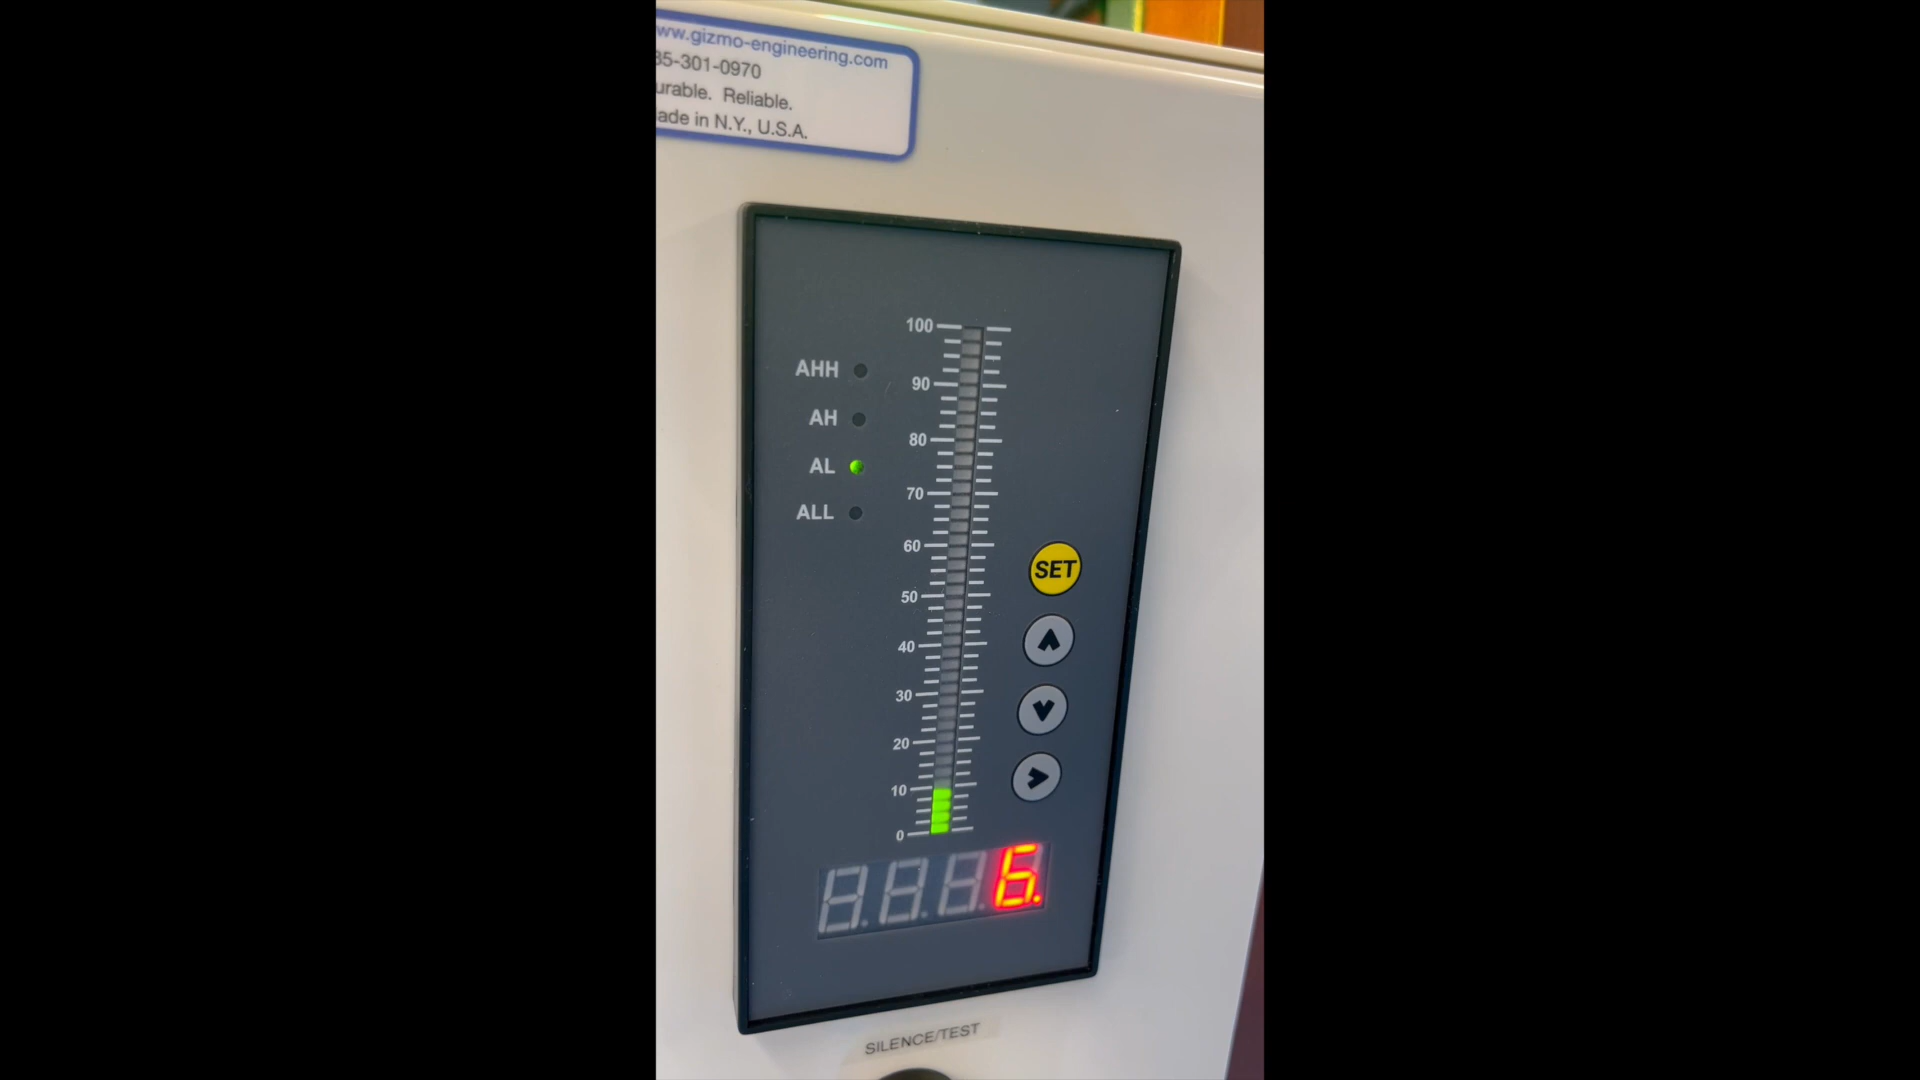 ww.gizmo-engineering.com
85-301-0970
urable. Reliable.
ade in N.Y., U.S.A.
100
AHH
90
AH
80
AL
70
ALL
60
SET
50
40
30
20
10
0
6.
SILENCE/TEST